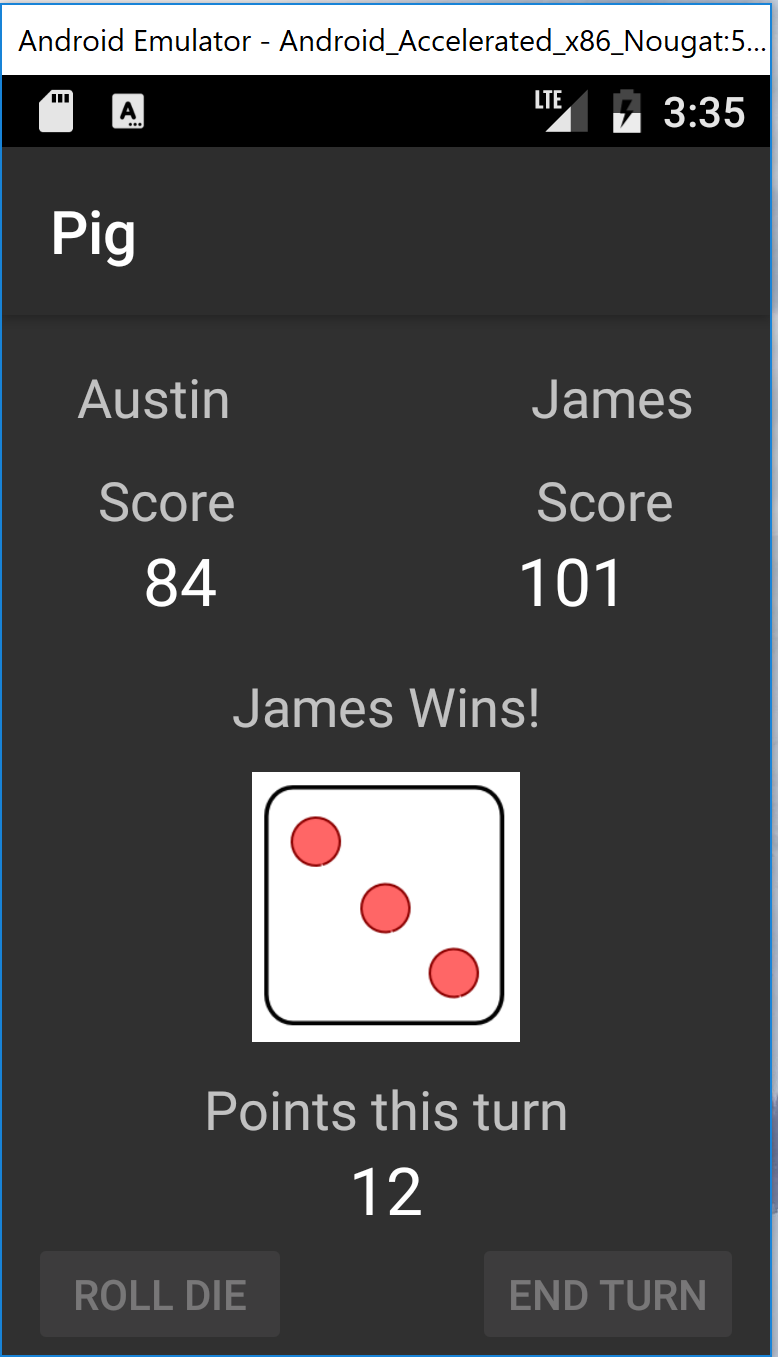 Android Emulator - Android_Accelerated_x86_Nougat:5...
A
LTE
3:35
Pig
Austin James
Score Score
84 101
James Wins!
Points this turn
12
ROLL DIE END TURN